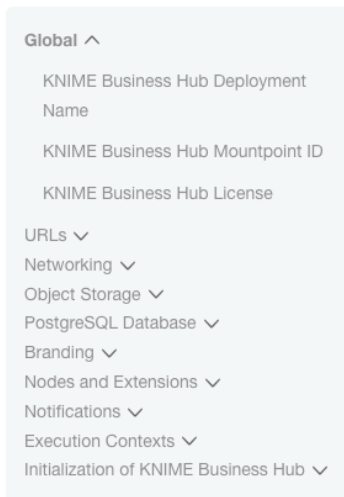 Global
KNIME Business Hub Deployment
Name
KNIME Business Hub Mountpoint ID
KNIME Business Hub License
URLs
Networking
Object Storage
PostgreSQL Database
Branding
Nodes and Extensions
Notifications
Execution Contexts
Initialization of KNIME Business Hub